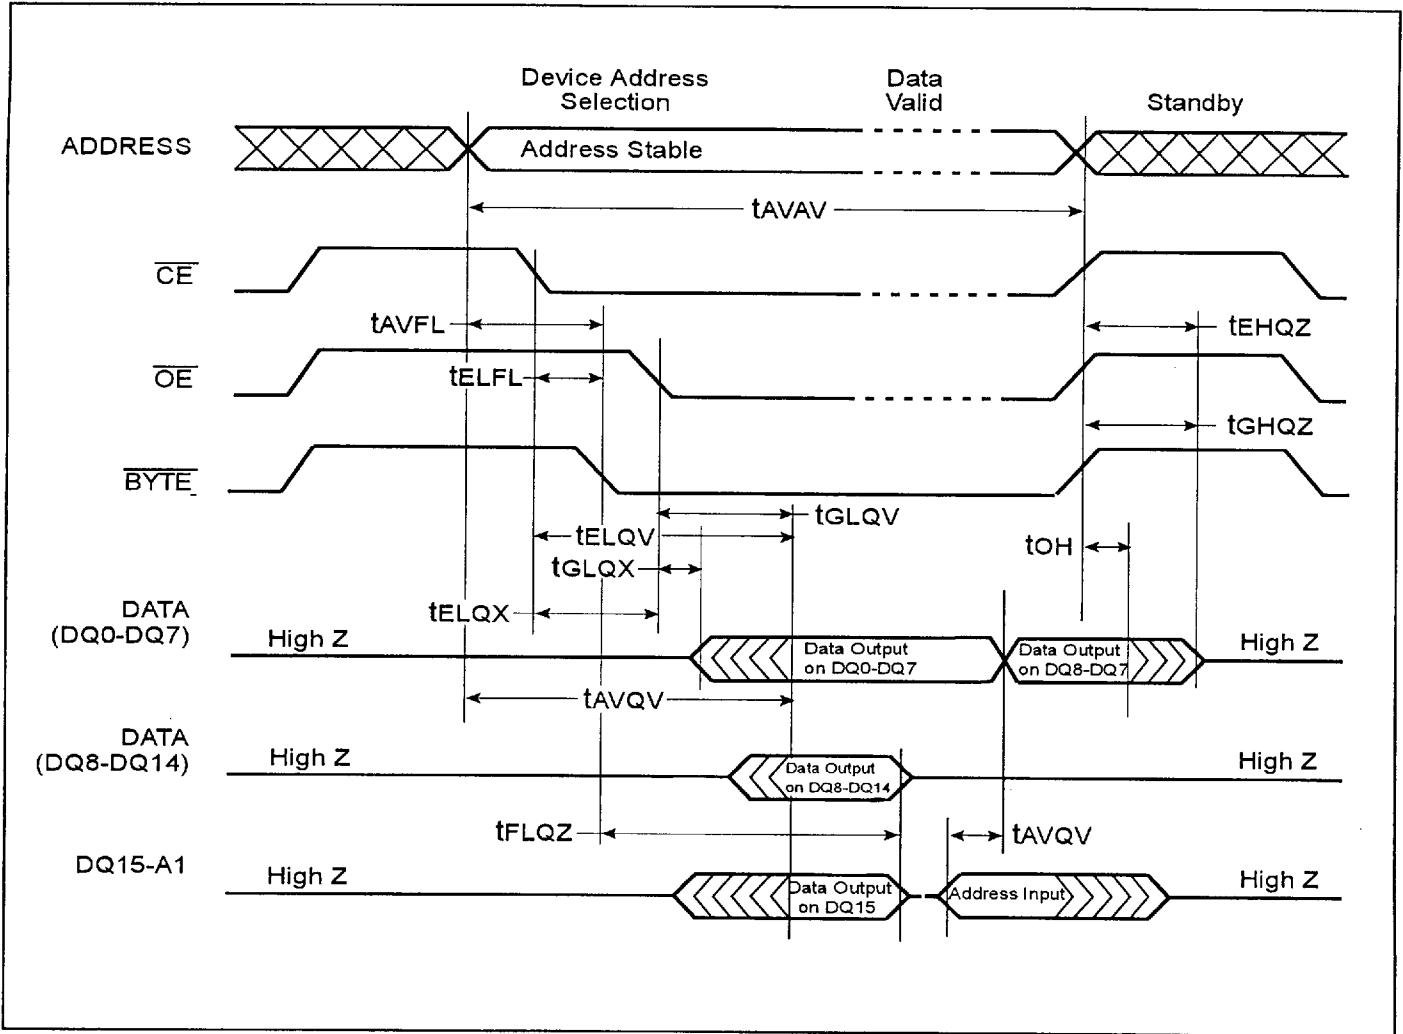 Device Address
Selection
Data
Valid
Standby
ADDRESS
Address Stable
tAVAV
CE
tAVFL
tEHQZ
OE
tELFL
tGHQZ
BYTE
tGLQV
tELQV
tOH
tGLQX
tELQX
DATA
(DQ0-DQ7)
High Z
Data Output
on DQ0-DQ7
Data Output
on DQ8-DQ7
High Z
tAVQV
DATA
(DQ8-DQ14)
High Z
Data Output
on DQ8-DQ14
High Z
tFLQZ
tAVQV
DQ15-A1
High Z
Data Output
on DQ15
Address Input
High Z